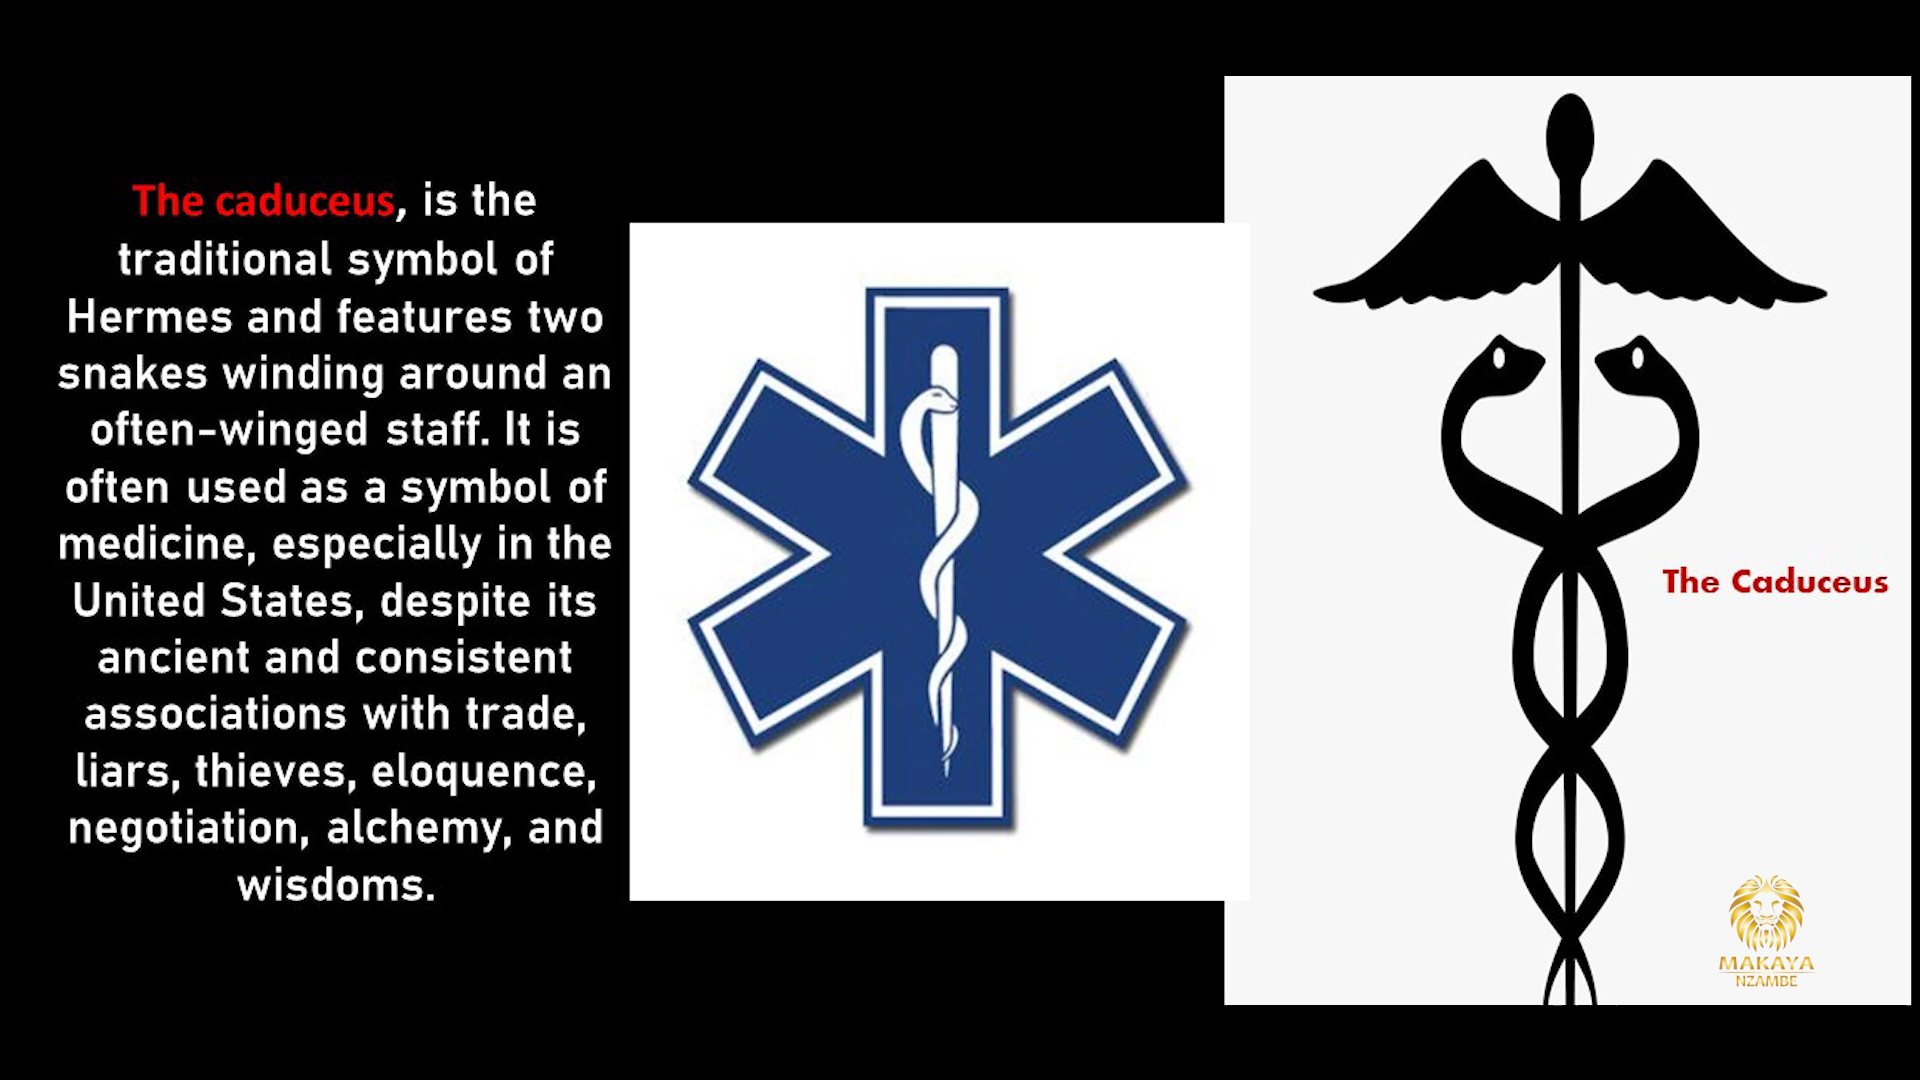 The caduceus, is the
traditional symbol of
Hermes and features two
snakes winding around an
often-winged staff. It is
often used as a symbol of
medicine, especially in the
United States, despite its
ancient and consistent
associations with trade,
liars, thieves, eloquence,
negotiation, alchemy, and
wisdoms.
The Caduceus
MAKAYA
NZAMBE